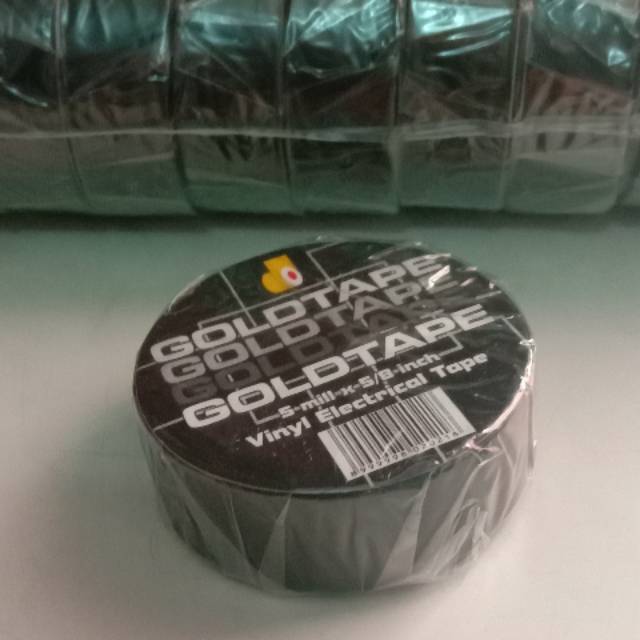 GOLDTAPE
GOLDTAPE
GOLDTAPE
GOLDTAPE
5-mill-x-5/8-inch
Vinyl Electrical Tape